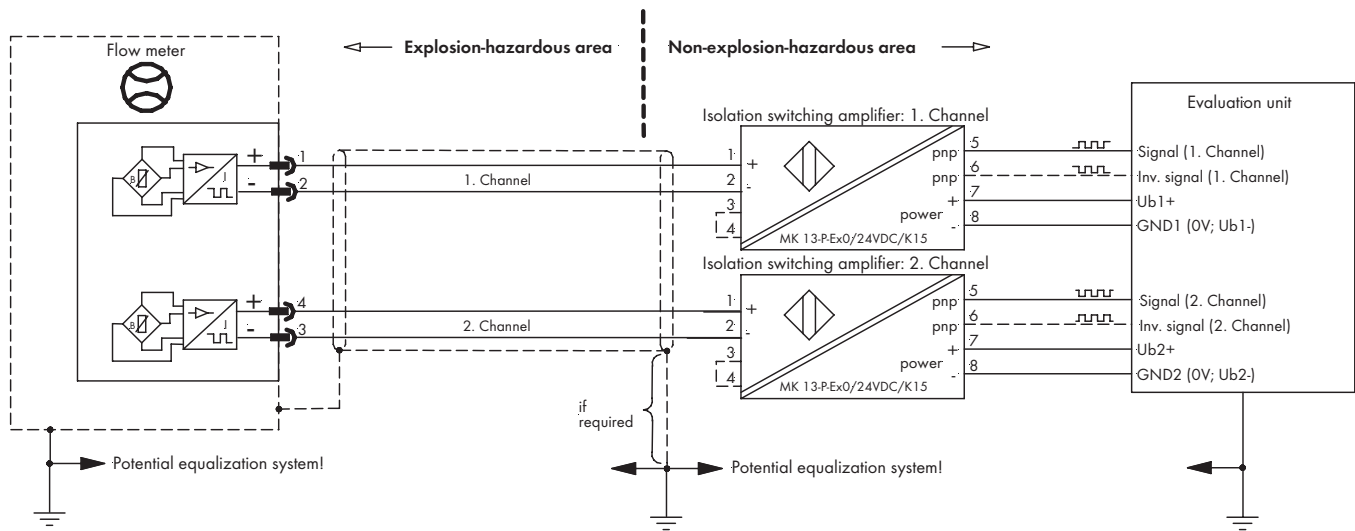 Explosion-hazardous area
Non-explosion-hazardous area
Flow meter
B
J
+
-
1
2
1. Channel
Isolation switching amplifier: 1. Channel
1
2
3
4
+
-
pnp
pnp
+
power
-
MK 13-P-Ex0/24VDC/K15
5
6
7
8
Evaluation unit
Signal (1. Channel)
Inv. signal (1. Channel)
Ub1+
GND1 (0V; Ub1-)
B
J
+
-
4
3
2. Channel
Isolation switching amplifier: 2. Channel
1
2
3
4
+
-
pnp
pnp
+
power
-
MK 13-P-Ex0/24VDC/K15
5
6
7
8
Signal (2. Channel)
Inv. signal (2. Channel)
Ub2+
GND2 (0V; Ub2-)
if
required
Potential equalization system!
Potential equalization system!